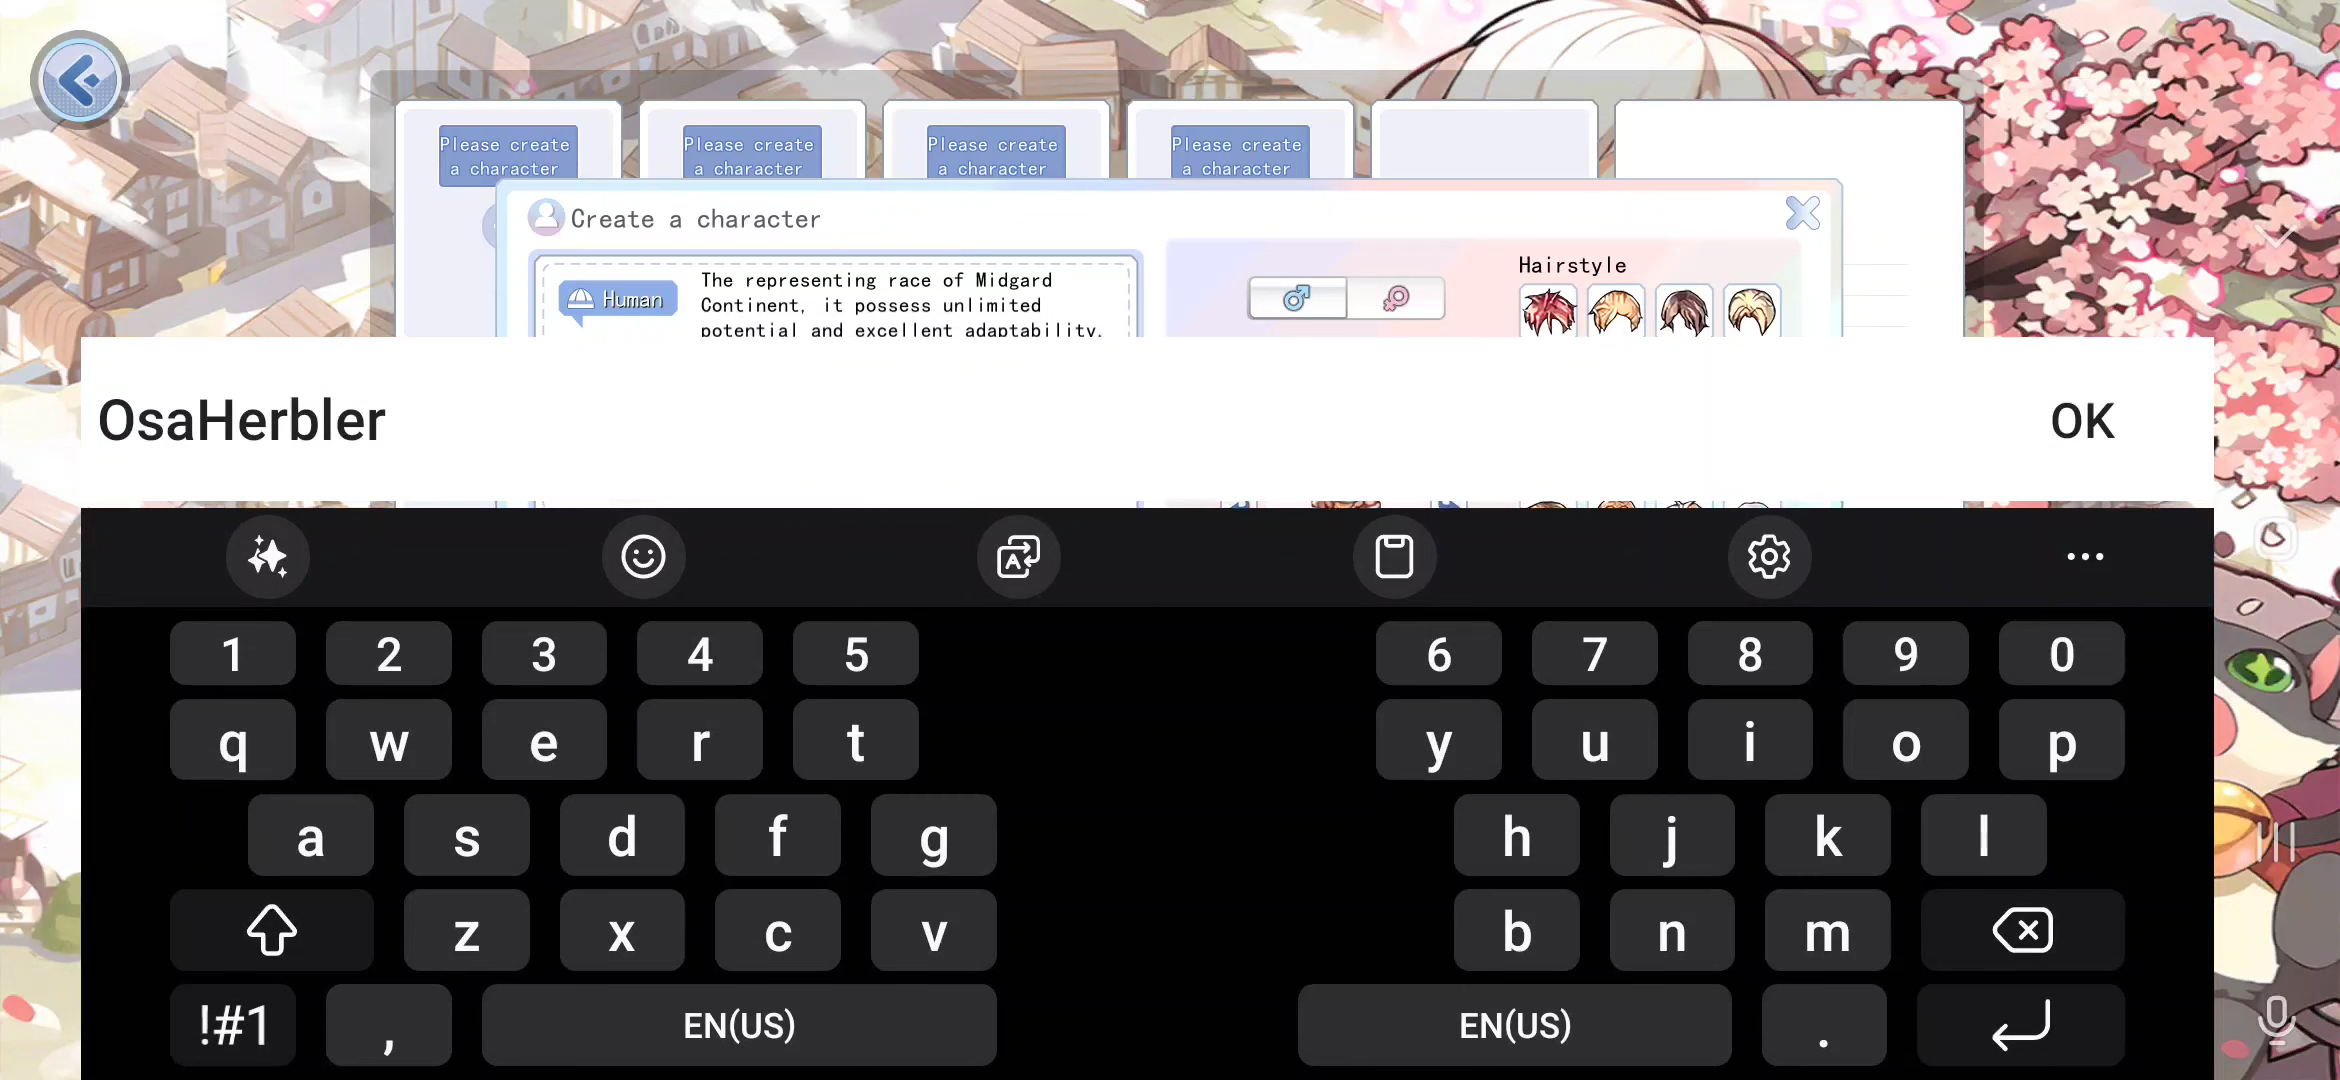 Please create
a character
Please create
a character
Please create
a character
Please create
a character
Create a character
Human
The representing race of Midgard
Continent, it possess unlimited
potential and excellent adaptability.
Hairstyle
OsaHerbler
OK
1 2 3 4 5 6 7 8 9 0
q w e r t y u i o p
a s d f g h j k l
z x c v b n m
!#1 , EN(US) EN(US) .